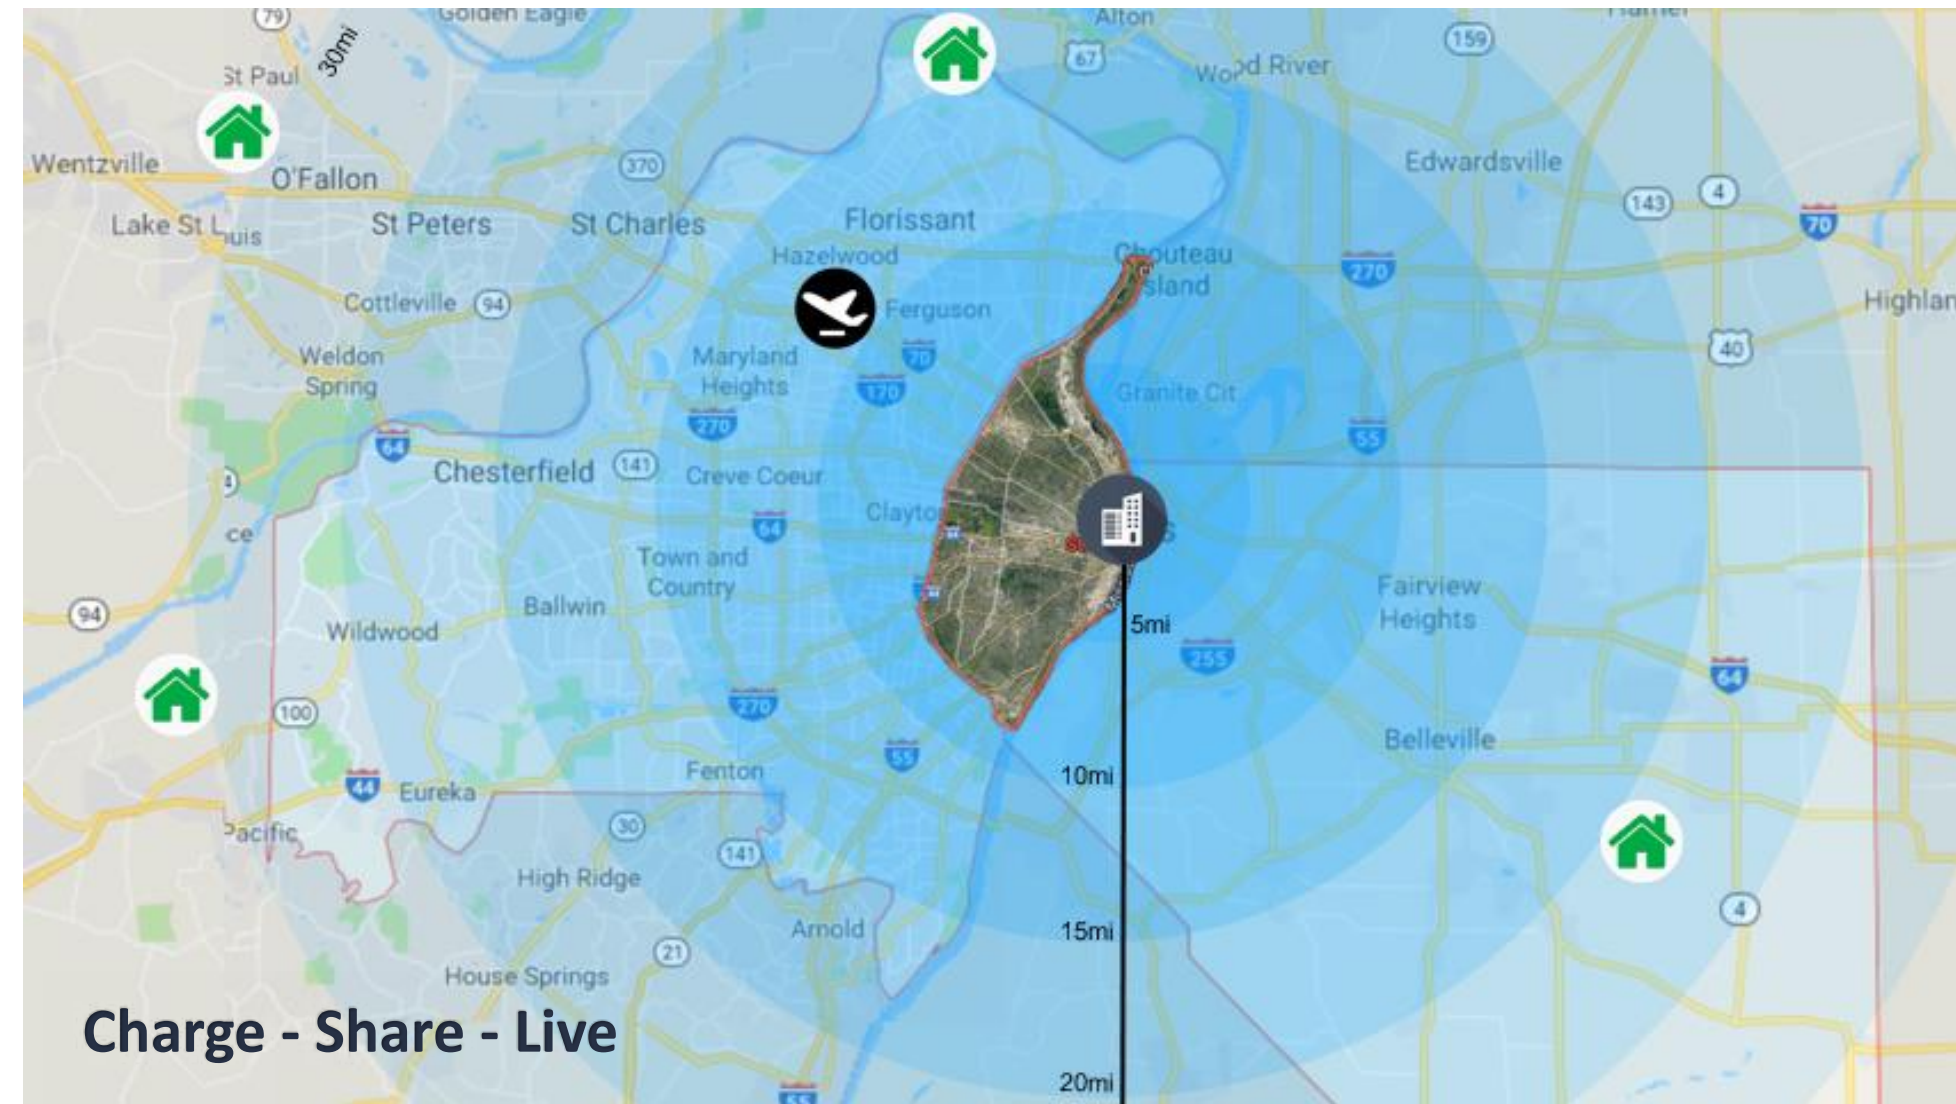 79
Golden Eagle
Alton
159
67
30mi
St Paul
Wood River
Wentzville
O'Fallon
370
Edwardsville
143
4
70
Lake St Louis
St Peters
St Charles
Florissant
Hazelwood
Chouteau
Island
270
Cottleville
94
Ferguson
Highlan
Weldon
Spring
Maryland
Heights
70
170
40
Granite Cit
270
55
64
Chesterfield
141
Creve Coeur
Clayto
64
ce
Town and
Country
Ballwin
Fairview
Heights
94
Wildwood
5mi
255
64
100
270
55
Belleville
44
Eureka
Fenton
10mi
Pacific
30
141
High Ridge
4
Arnold
15mi
21
House Springs
Charge - Share - Live
20mi
55